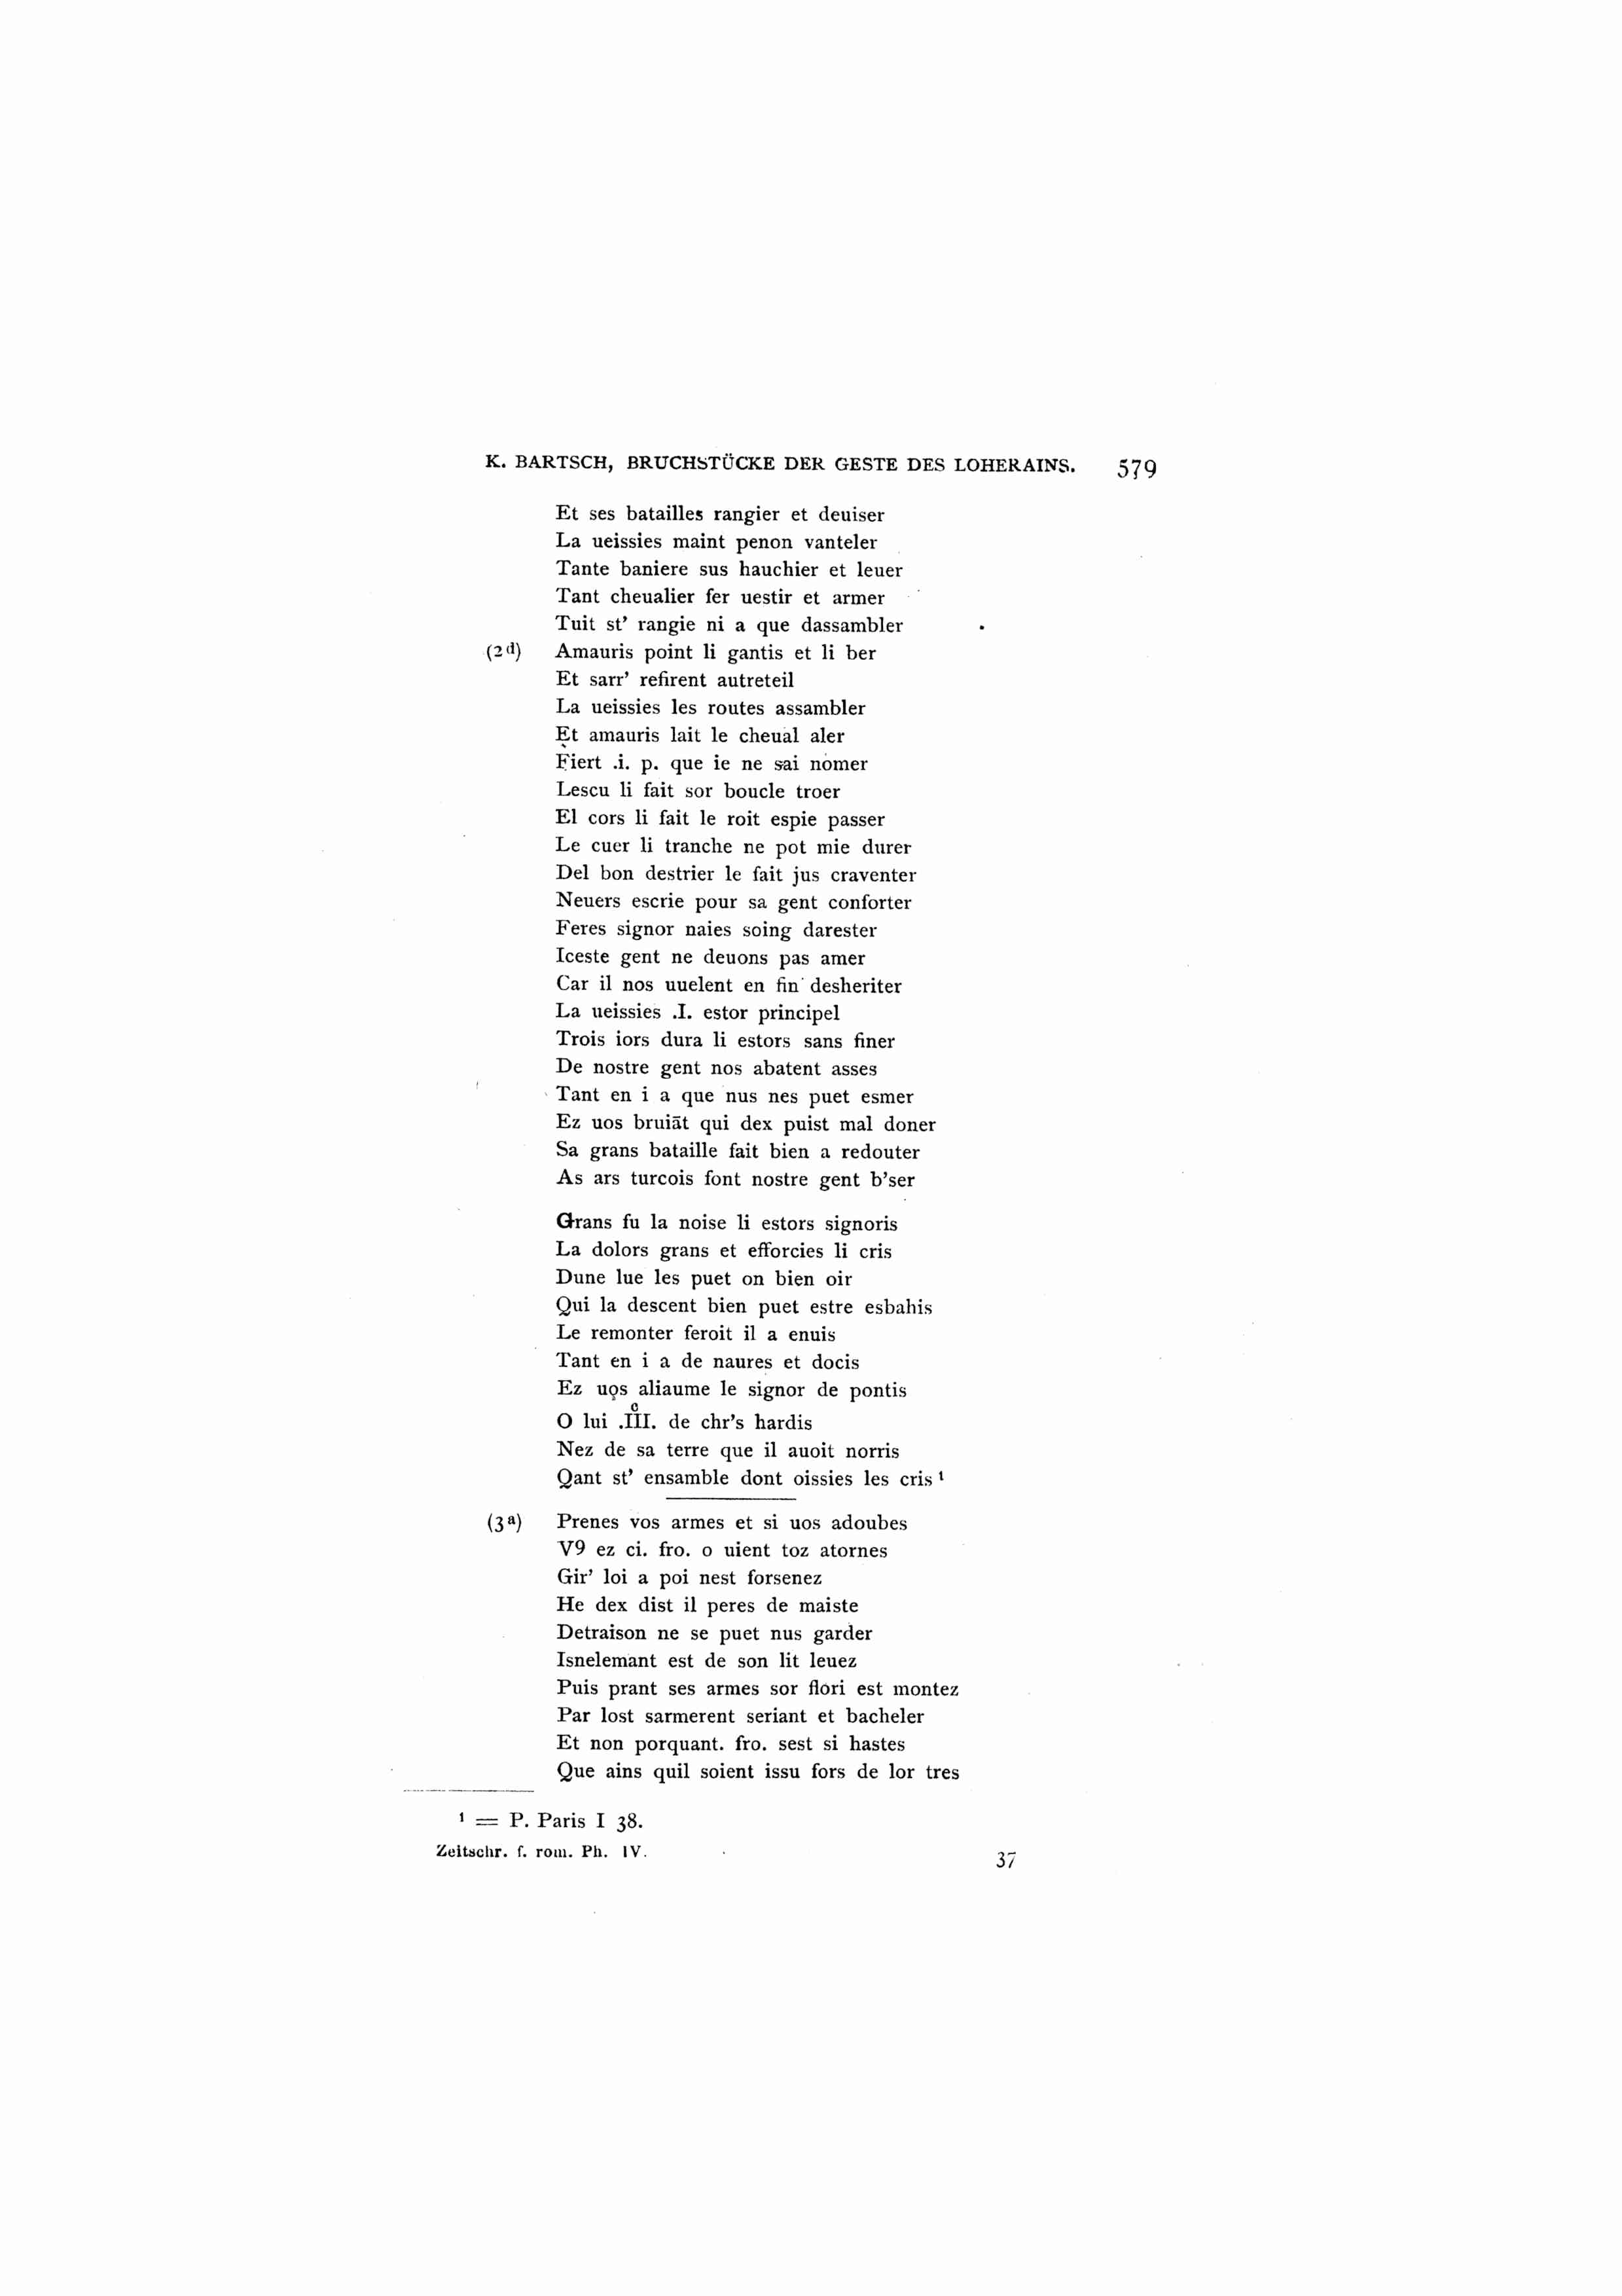 K. BARTSCH, BRUCHSTÜCKE DER GESTE DES LOHERAINS. 579
Et ses batailles rangier et deuiser
La ueissies maint penon vanteler
Tante baniere sus hauchier et leuer
Tant cheualier fer uestir et armer
Tuit st' rangie ni a que dassambler
(2d) Amauris point li gantis et li ber
Et sarr' refirent autreteil
La ueissies les routes assambler
Et amauris lait le cheual aler
Fiert .i. p. que ie ne sai nomer
Lescu li fait sor boucle troer
El cors li fait le roit espie passer
Le cuer li tranche ne pot mie durer
Del bon destrier le fait jus craventer
Neuers escrie pour sa gent conforter
Feres signor naies soing darester
Iceste gent ne deuons pas amer
Car il nos uuelent en fin desheriter
La ueissies .I. estor principel
Trois iors dura li estors sans finer
De nostre gent nos abatent asses
Tant en i a que nus nes puet esmer
Ez uos bruiāt qui dex puist mal doner
Sa grans bataille fait bien a redouter
As ars turcois font nostre gent b'ser
Grans fu la noise li estors signoris
La dolors grans et efforcies li cris
Dune lue les puet on bien oir
Qui la descent bien puet estre esbahis
Le remonter feroit il a enuis
Tant en i a de naures et docis
Ez uọs aliaume le signor de pontis
O lui .IIIͨ. de chr's hardis
Nez de sa terre que il auoit norris
Qant st' ensamble dont oissies les cris ¹
(3a) Prenes vos armes et si uos adoubes
V9 ez ci. fro. o uient toz atornes
Gir' loi a poi nest forsenez
He dex dist il peres de maiste
Detraison ne se puet nus garder
Isnelemant est de son lit leuez
Puis prant ses armes sor flori est montez
Par lost sarmerent seriant et bacheler
Et non porquant. fro. sest si hastes
Que ains quil soient issu fors de lor tres
¹ = P. Paris I 38.
Zeitschr. f. rom. Ph. IV. 37